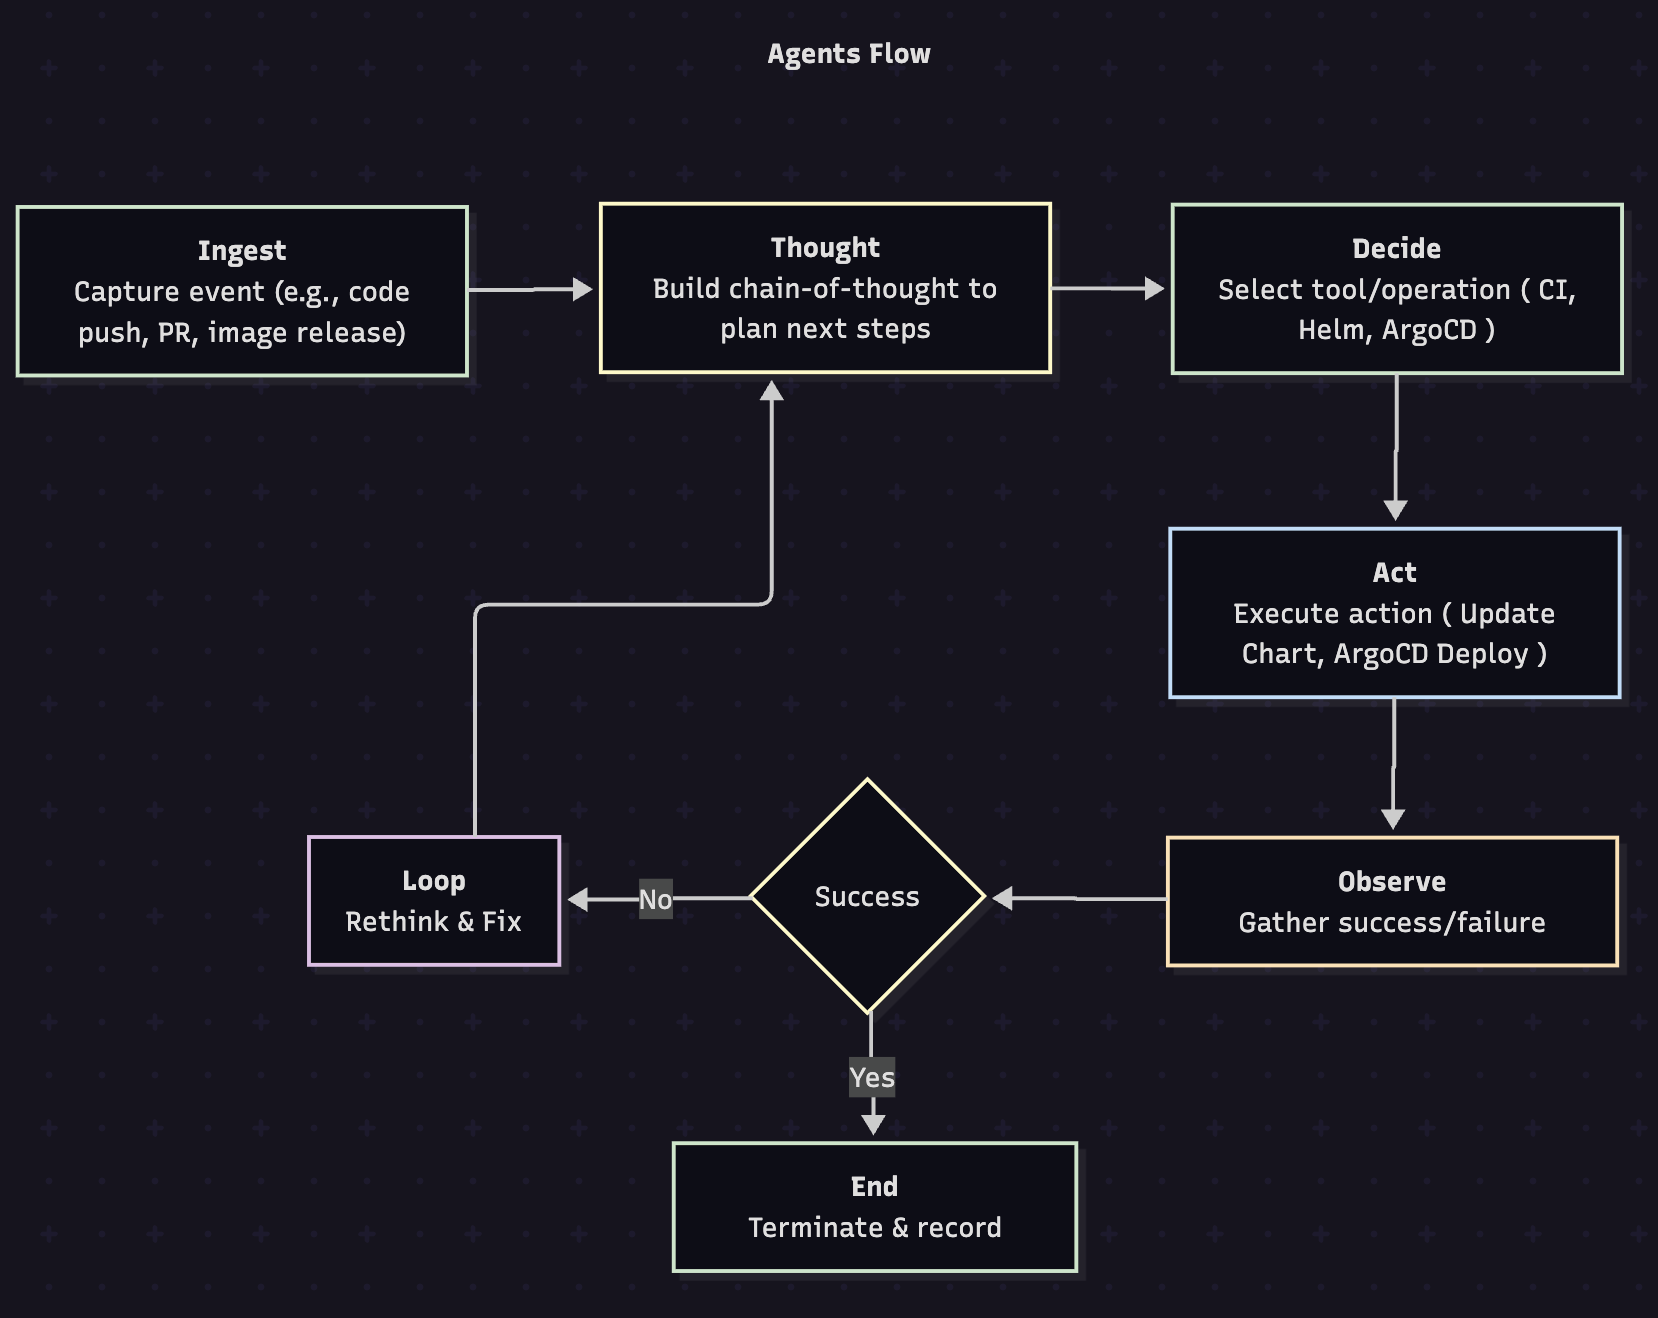 Agents Flow
Ingest
Capture event (e.g., code
push, PR, image release)
Thought
Build chain-of-thought to
plan next steps
Decide
Select tool/operation ( CI,
Helm, ArgoCD )
Act
Execute action ( Update
Chart, ArgoCD Deploy )
Observe
Gather success/failure
Success
No
Loop
Rethink & Fix
Yes
End
Terminate & record